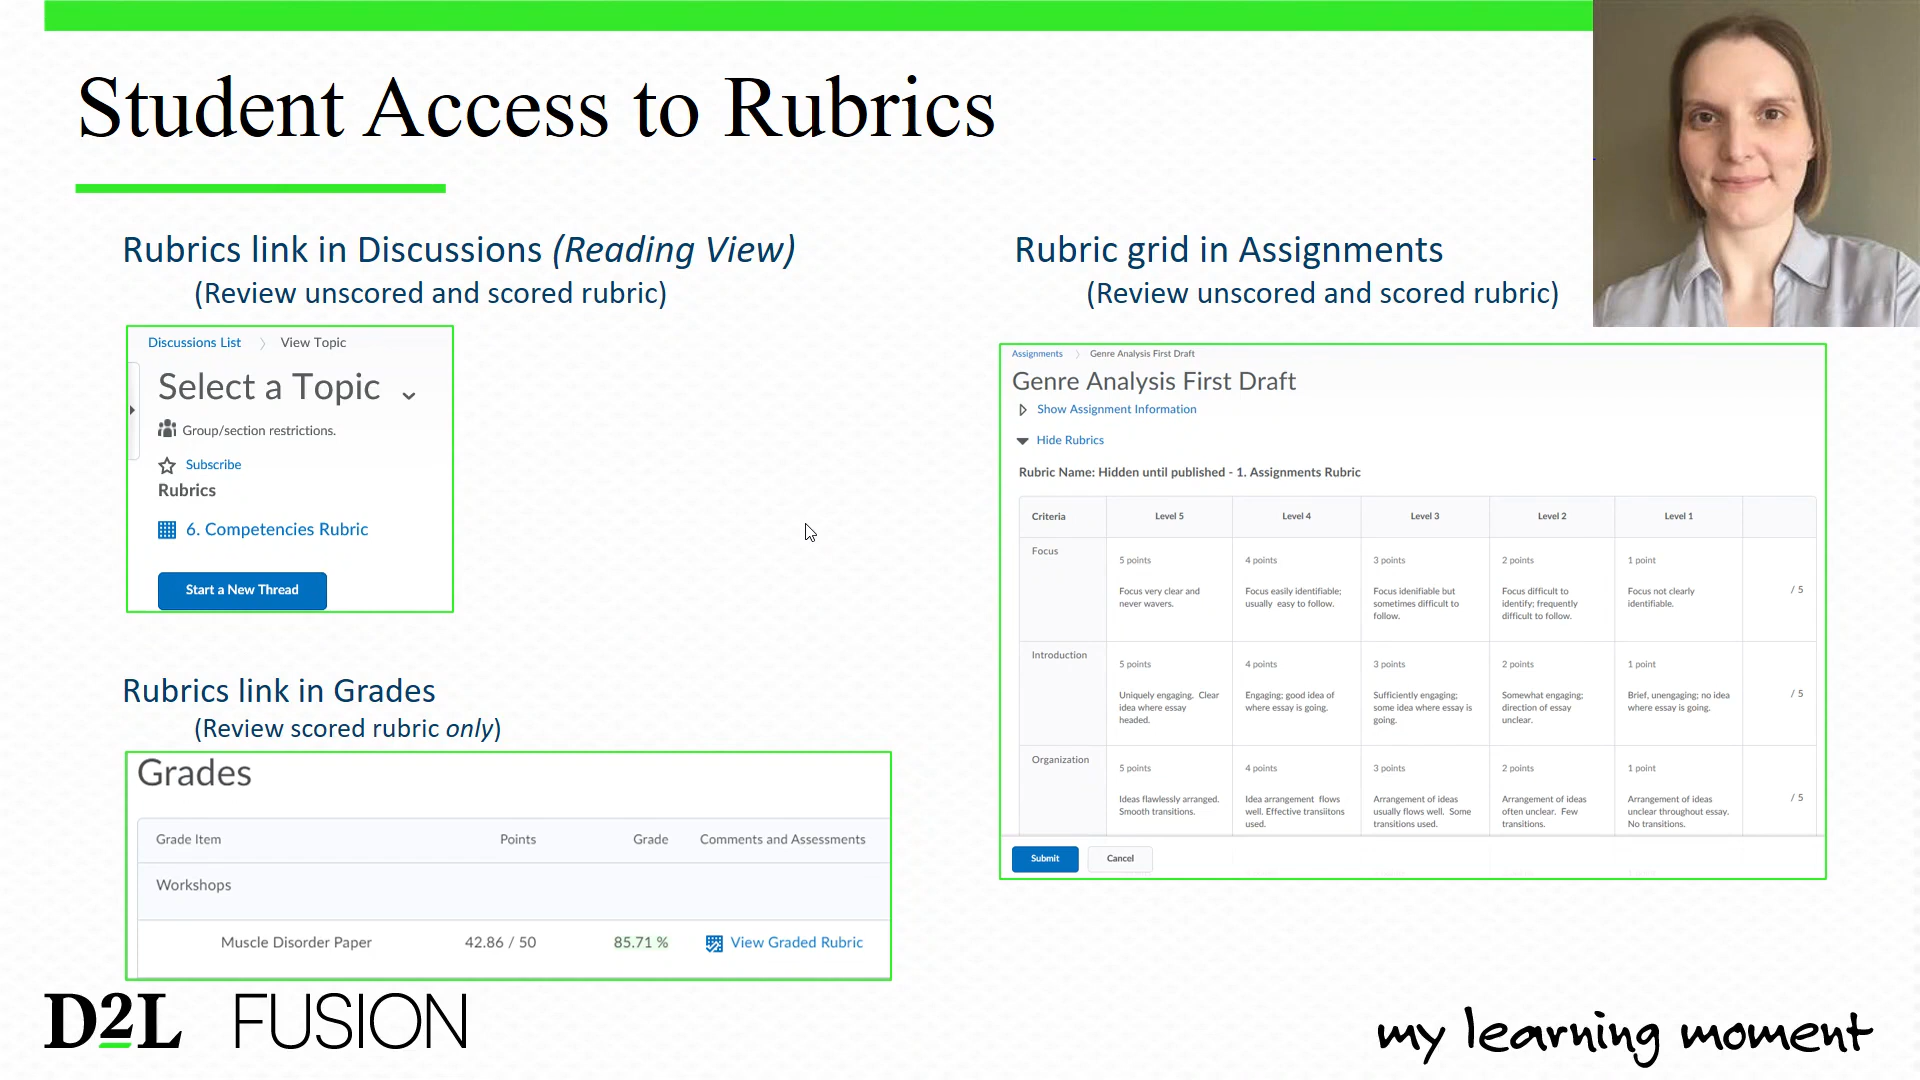 Student Access to Rubrics
Rubrics link in Discussions (Reading View)
(Review unscored and scored rubric)
Discussions List View Topic
Select a Topic
Group/section restrictions.
Subscribe
Rubrics
6. Competencies Rubric
Start a New Thread
Rubrics link in Grades
(Review scored rubric only)
Grades
Grade Item Points Grade Comments and Assessments
Workshops
Muscle Disorder Paper 42.86 / 50 85.71 % View Graded Rubric
Rubric grid in Assignments
(Review unscored and scored rubric)
Assignments Genre Analysis First Draft
Genre Analysis First Draft
Show Assignment Information
Hide Rubrics
Rubric Name: Hidden until published - 1. Assignments Rubric
Criteria Level 5 Level 4 Level 3 Level 2 Level 1
Focus
5 points 4 points 3 points 2 points 1 point
Focus very clear and Focus easily identifiable; Focus idenifiable but Focus difficult to Focus not clearly / 5
never wavers. usually easy to follow. sometimes difficult to identify; frequently identifiable.
follow. difficult to follow.
Introduction
5 points 4 points 3 points 2 points 1 point
Uniquely engaging. Clear Engaging; good idea of Sufficiently engaging; Somewhat engaging; Brief, unengaging; no idea / 5
idea where essay where essay is going. some idea where essay is direction of essay where essay is going.
headed. going. unclear.
Organization
5 points 4 points 3 points 2 points 1 point
Ideas flawlessly arranged. Idea arrangement flows Arrangement of ideas Arrangement of ideas Arrangement of ideas / 5
Smooth transitions. well. Effective transiitons usually flows well. Some often unclear. Few unclear throughout essay.
used. transitions used. transitions. No transitions.
Submit Cancel
D2L FUSION
my learning moment